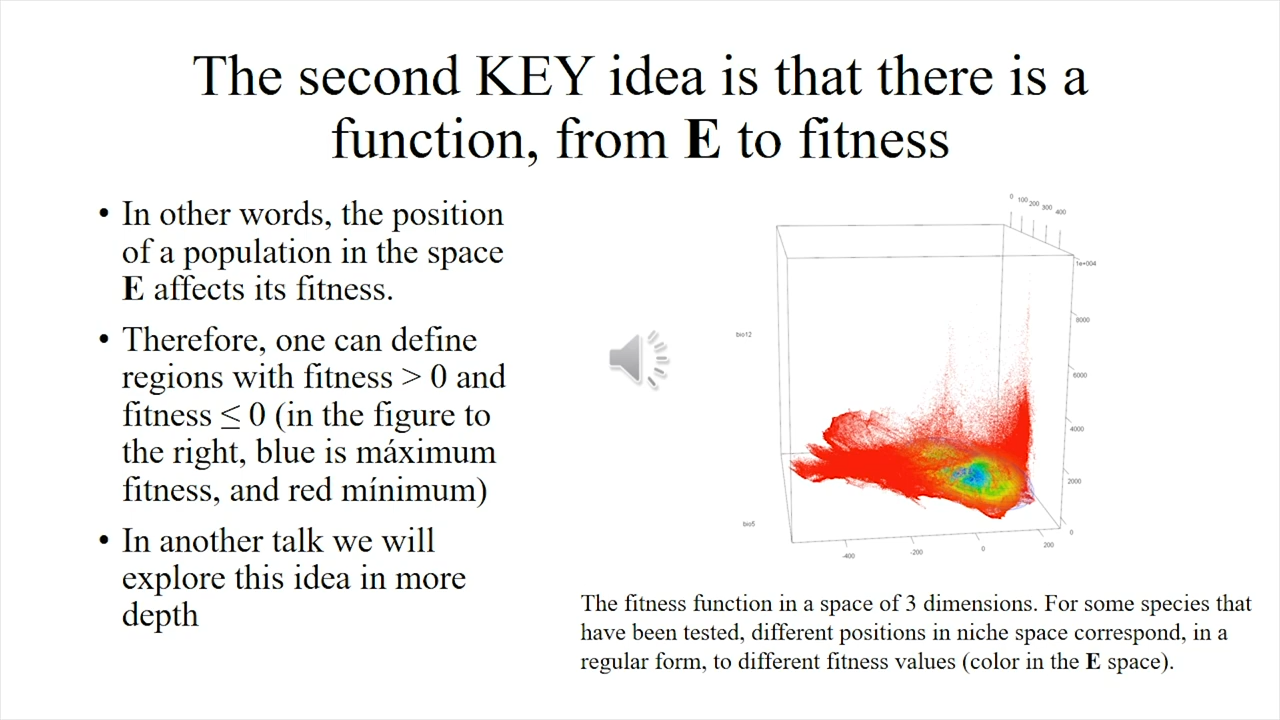 The second KEY idea is that there is a
function, from E to fitness
• In other words, the position
of a population in the space
E affects its fitness.
• Therefore, one can define
regions with fitness > 0 and
fitness ≤ 0 (in the figure to
the right, blue is máximum
fitness, and red mínimum)
• In another talk we will
explore this idea in more
depth
0 100 200 300 400
1e+004
bio12
8000
6000
4000
2000
bio5
0
-400 -200 0 200
The fitness function in a space of 3 dimensions. For some species that
have been tested, different positions in niche space correspond, in a
regular form, to different fitness values (color in the E space).